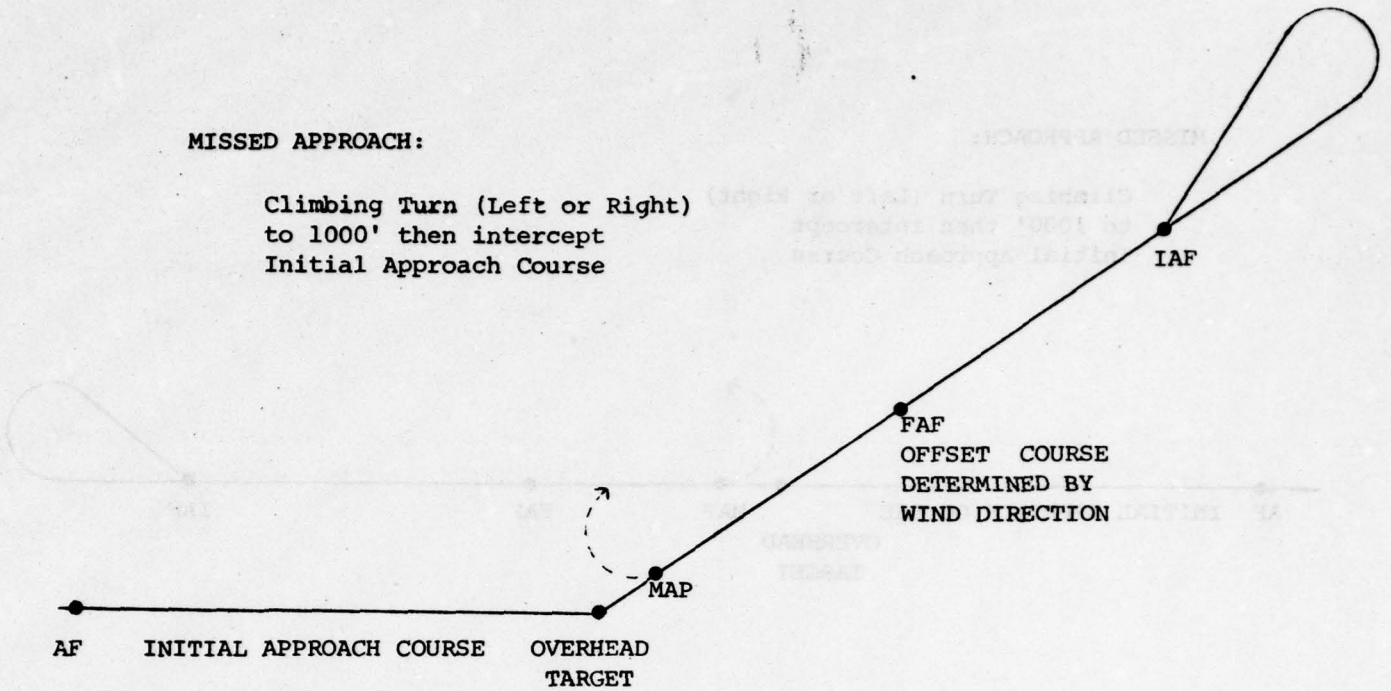 MISSED APPROACH:
Climbing Turn (Left or Right)
to 1000' then intercept
Initial Approach Course
IAF
FAF
OFFSET COURSE
DETERMINED BY
WIND DIRECTION
MAP
AF INITIAL APPROACH COURSE OVERHEAD
TARGET